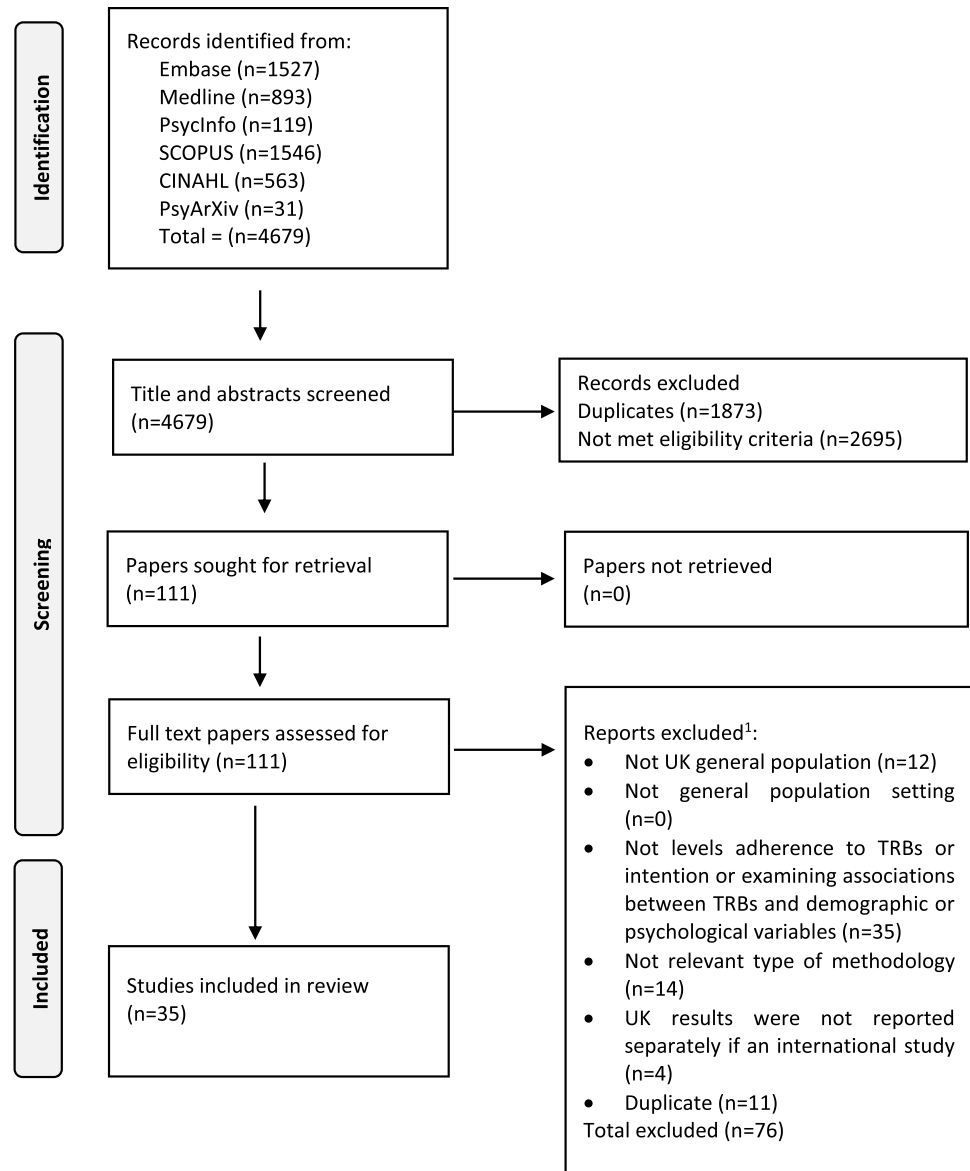 Identification
Records identified from:
Embase (n=1527)
Medline (n=893)
PsycInfo (n=119)
SCOPUS (n=1546)
CINAHL (n=563)
PsyArXiv (n=31)
Total = (n=4679)
Screening
Title and abstracts screened
(n=4679)
Records excluded
Duplicates (n=1873)
Not met eligibility criteria (n=2695)
Papers sought for retrieval
(n=111)
Papers not retrieved
(n=0)
Full text papers assessed for
eligibility (n=111)
Reports excluded¹:
• Not UK general population (n=12)
• Not general population setting
(n=0)
• Not levels adherence to TRBs or
intention or examining associations
between TRBs and demographic or
psychological variables (n=35)
• Not relevant type of methodology
(n=14)
• UK results were not reported
separately if an international study
(n=4)
• Duplicate (n=11)
Total excluded (n=76)
Included
Studies included in review
(n=35)